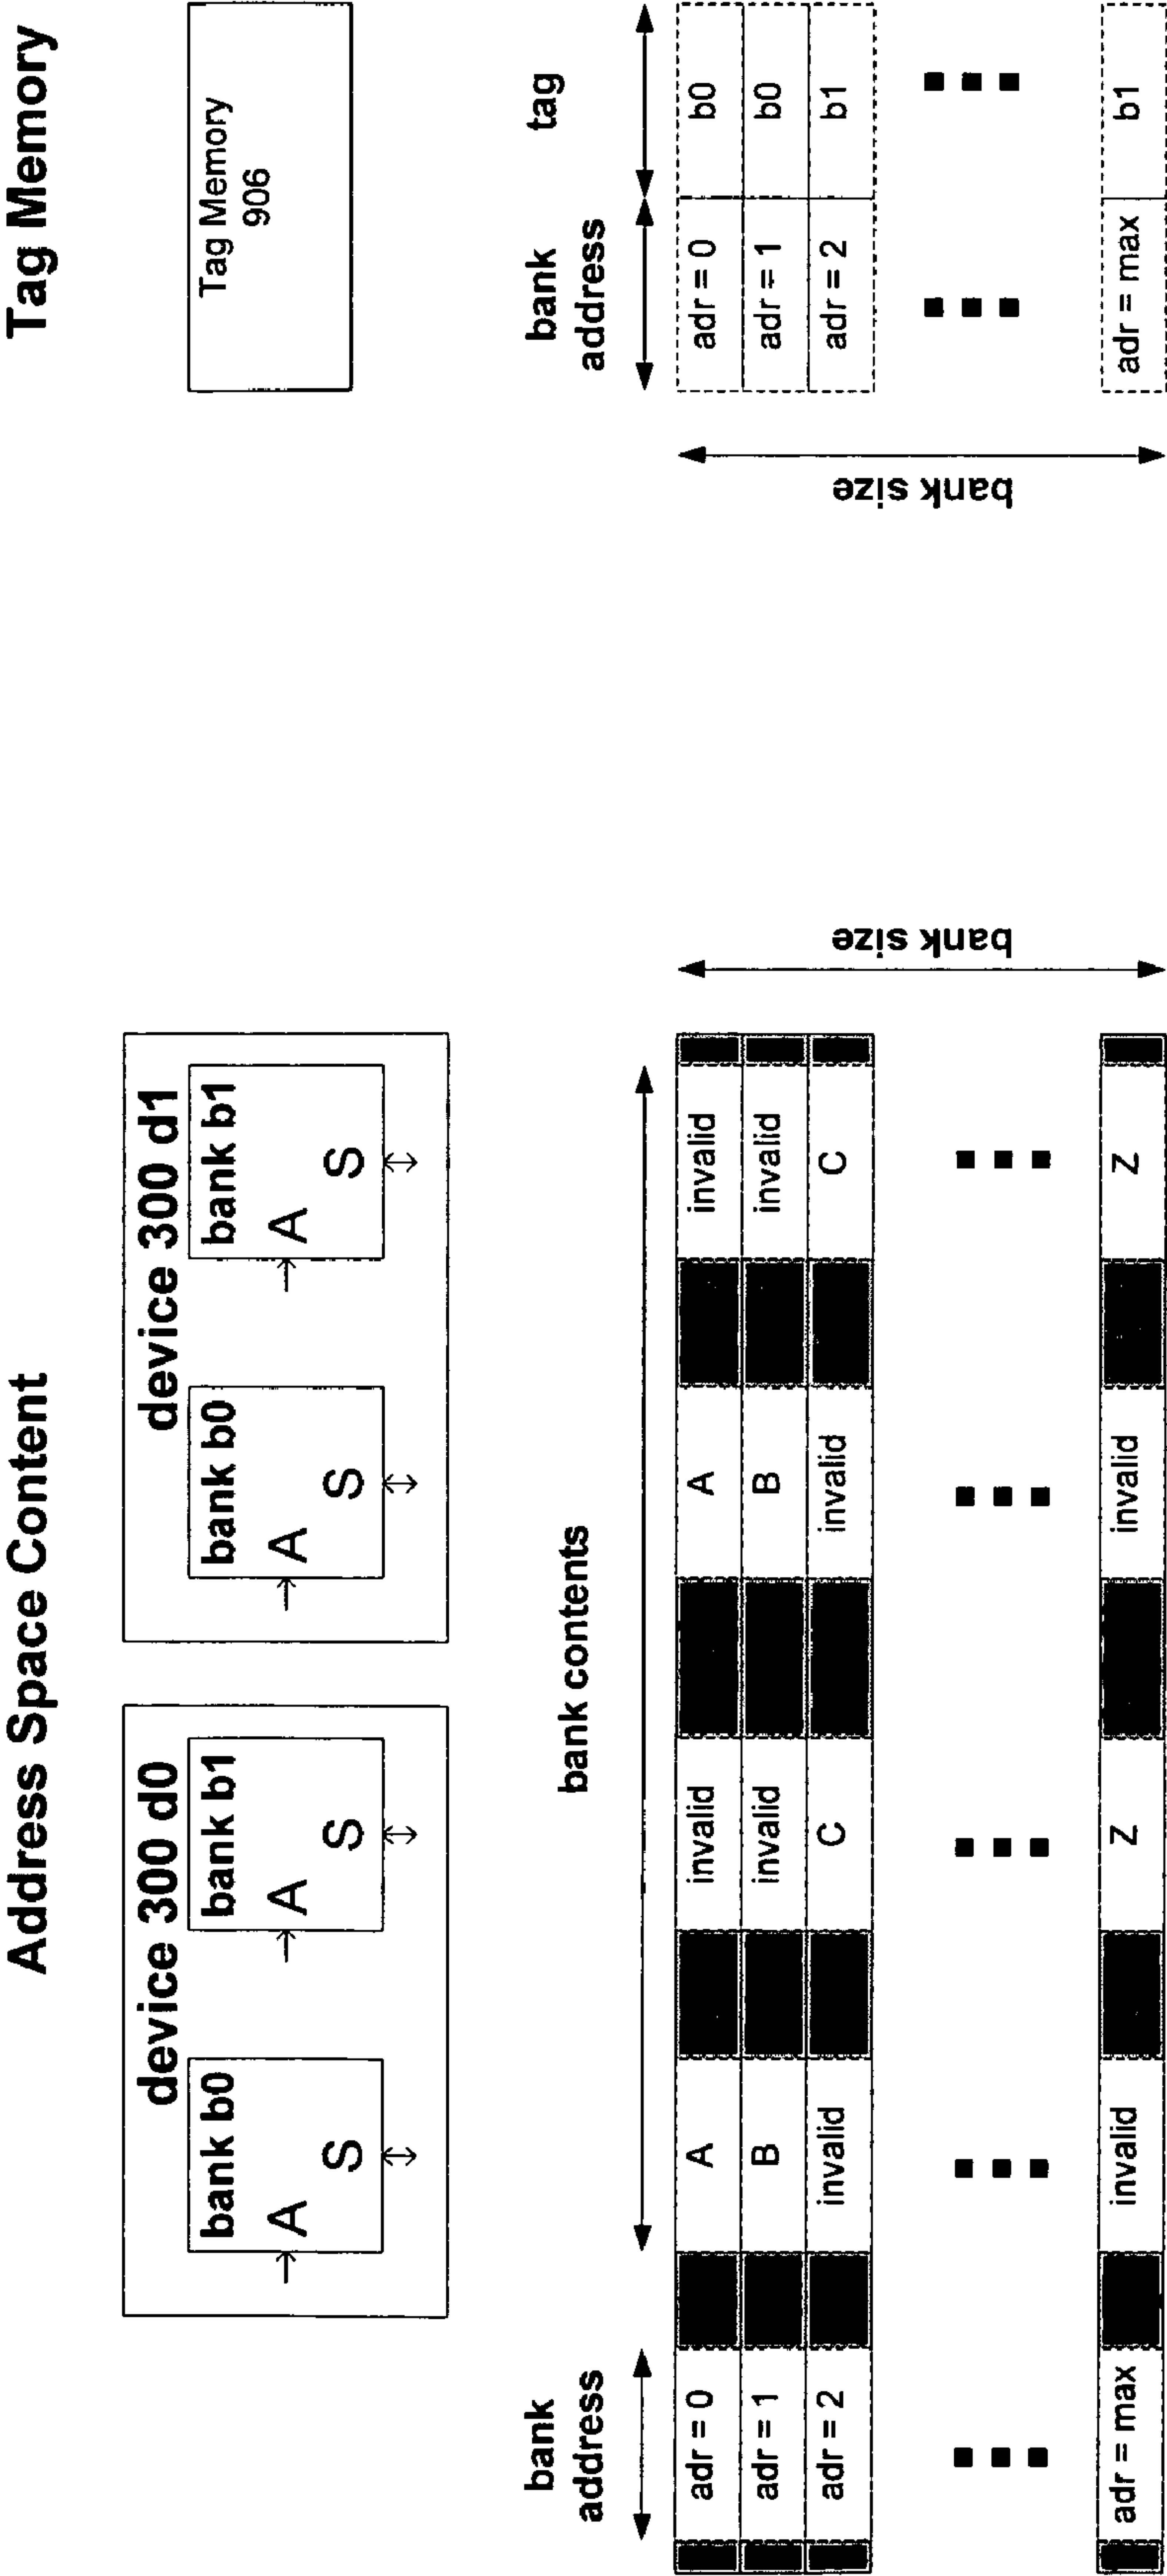 Address Space Content
Tag Memory
device 300 d0
bank b0
A
S
bank b1
A
S
device 300 d1
bank b0
A
S
bank b1
A
S
Tag Memory
906
bank
address
bank contents
adr = 0
A
invalid
A
invalid
adr = 1
B
invalid
B
invalid
adr = 2
invalid
C
invalid
C
adr = max
invalid
Z
invalid
Z
bank size
bank size
bank
address
tag
adr = 0
b0
adr = 1
b0
adr = 2
b1
adr = max
b1